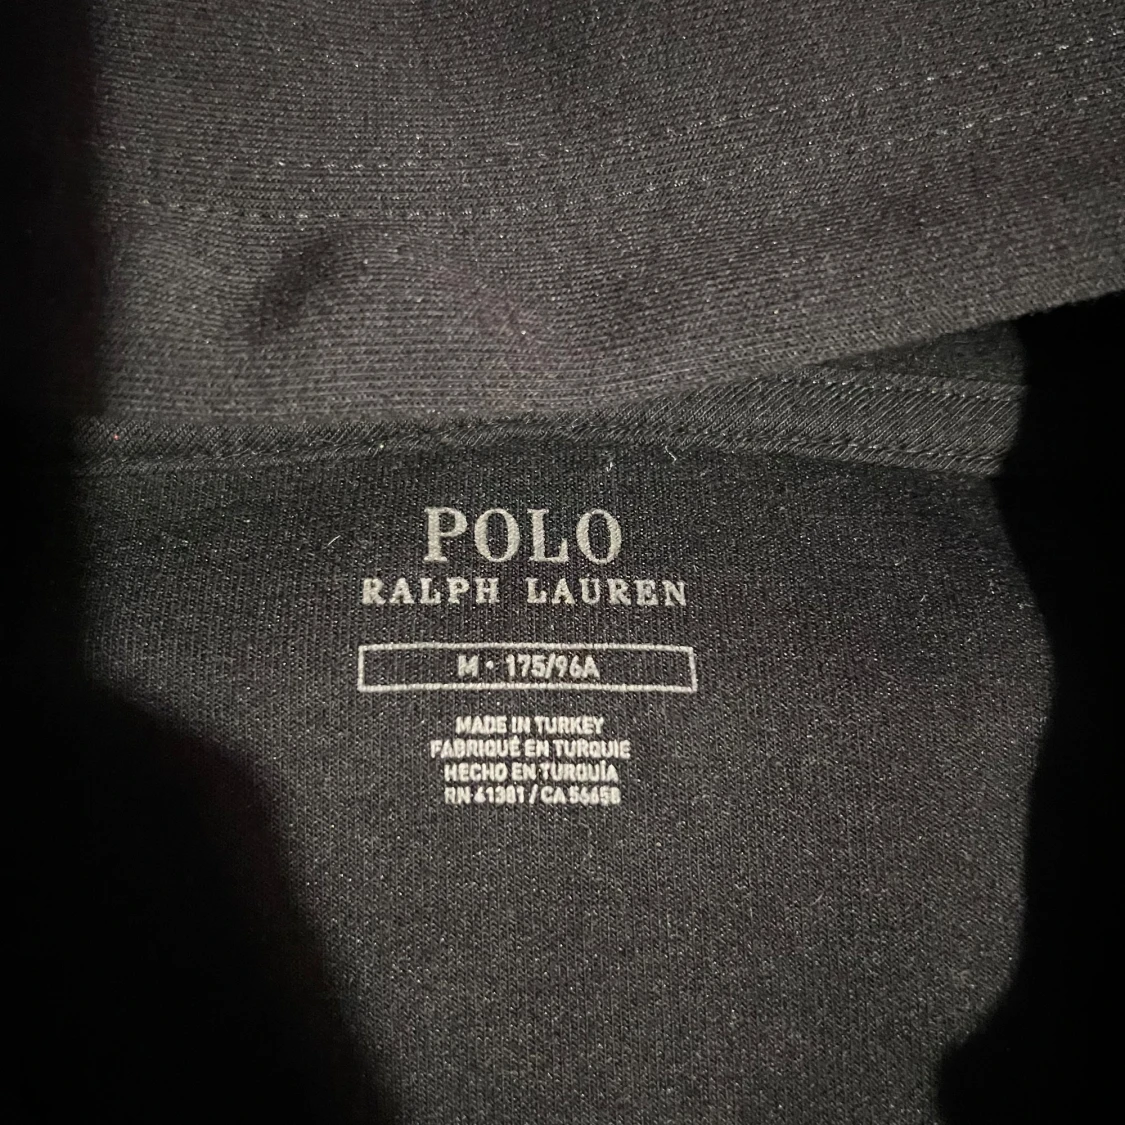 POLO
RALPH LAUREN
M • 175/96A
MADE IN TURKEY
FABRIQUÉ EN TURQUIE
HECHO EN TURQUÍA
RN 41381 / CA 56658